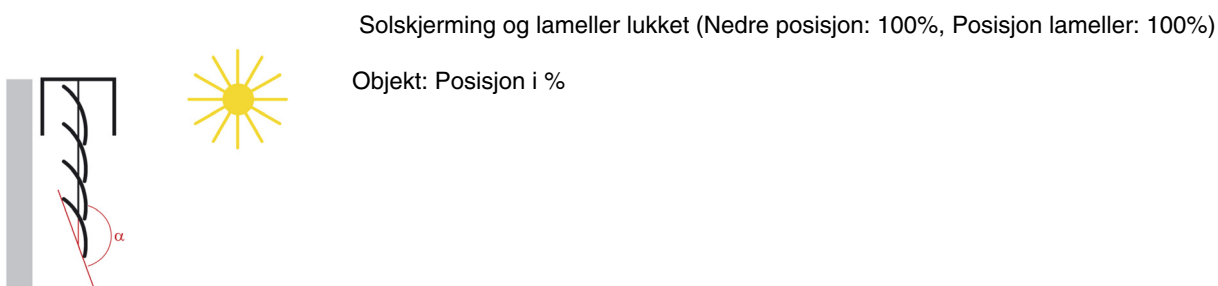 Solskjerming og lameller lukket (Nedre posisjon: 100%, Posisjon lameller: 100%)
Objekt: Posisjon i %
α